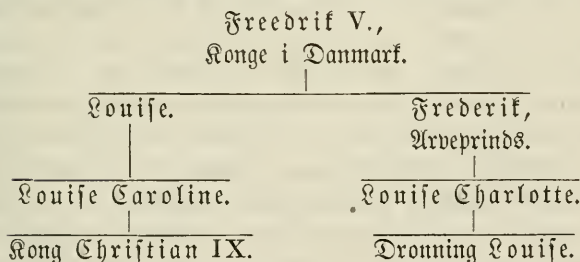 Freedrik V.,
Konge i Danmark.
Louise.
Frederik,
Arveprinds.
Louise Caroline.
Louise Charlotte.
Kong Christian IX.
Dronning Louise.